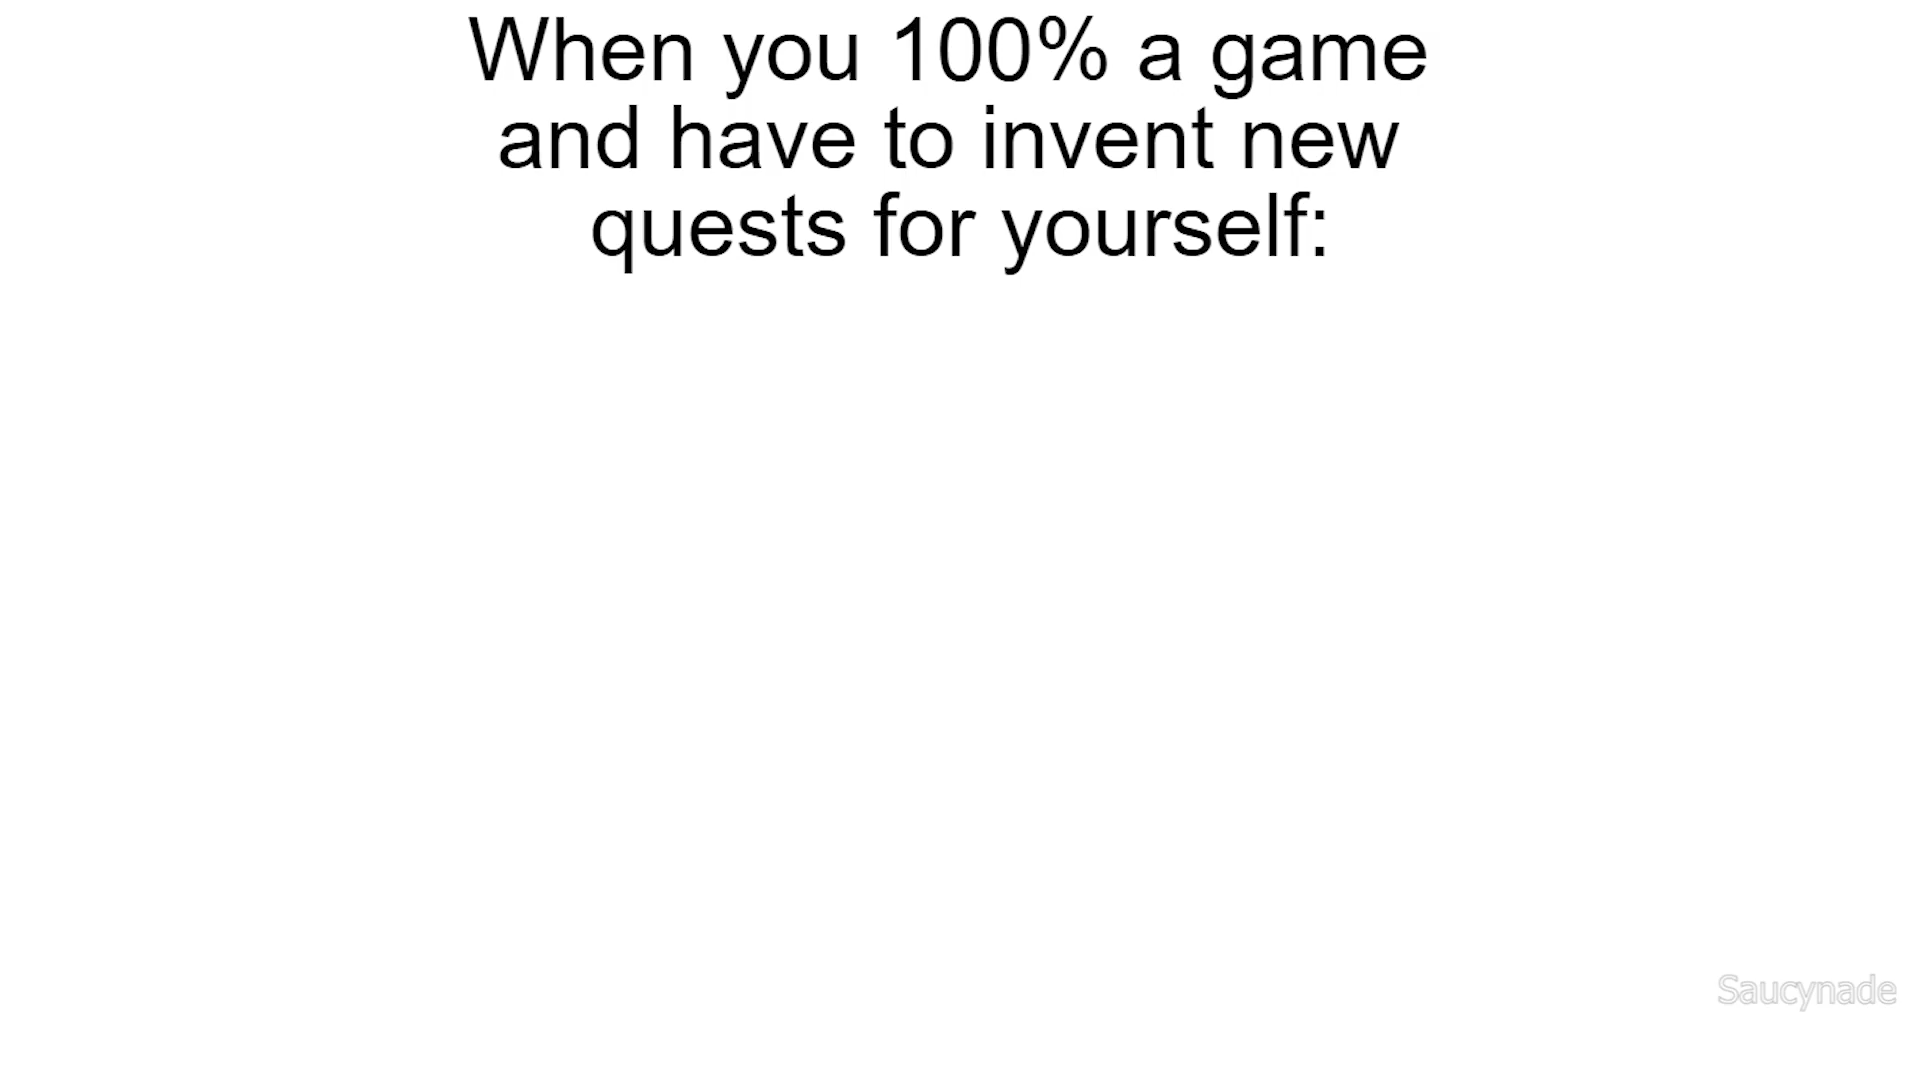 When you 100% a game
and have to invent new
quests for yourself:
Saucynade